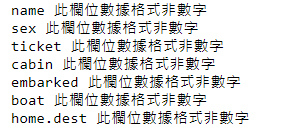 name 此欄位數據格式非數字
sex 此欄位數據格式非數字
ticket 此欄位數據格式非數字
cabin 此欄位數據格式非數字
embarked 此欄位數據格式非數字
boat 此欄位數據格式非數字
home.dest 此欄位數據格式非數字